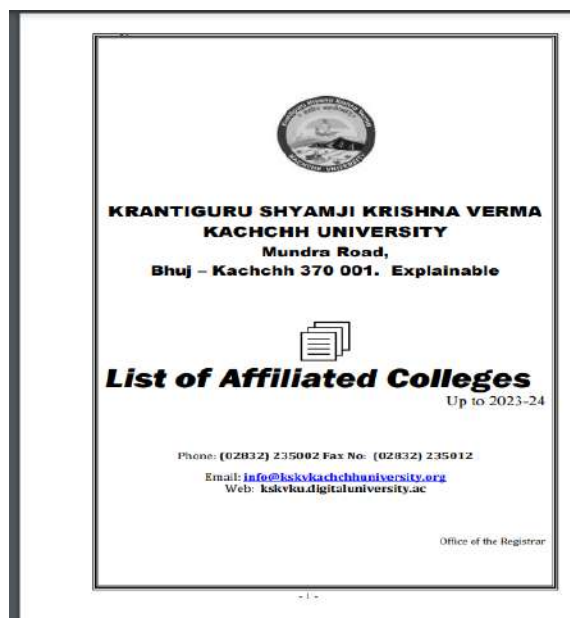 KRANTIGURU SHYAMJI KRISHNA VERMA
KACHCHH UNIVERSITY
Mundra Road,
Bhuj – Kachchh 370 001. Explainable
List of Affiliated Colleges
Up to 2023-24
Phone: (02832) 235002 Fax No: (02832) 235012
Email: info@kskvkachchhuniversity.org
Web: kskvku.digitaluniversity.ac
Office of the Registrar
- 1 -